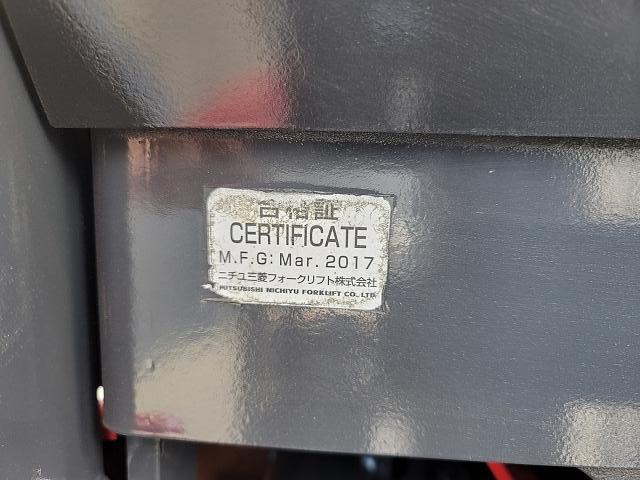 合格証
CERTIFICATE
M.F.G: Mar. 2017
ニチユ三菱フォークリフト株式会社
MITSUBISHI NICHIYU FORKLIFT CO., LTD.